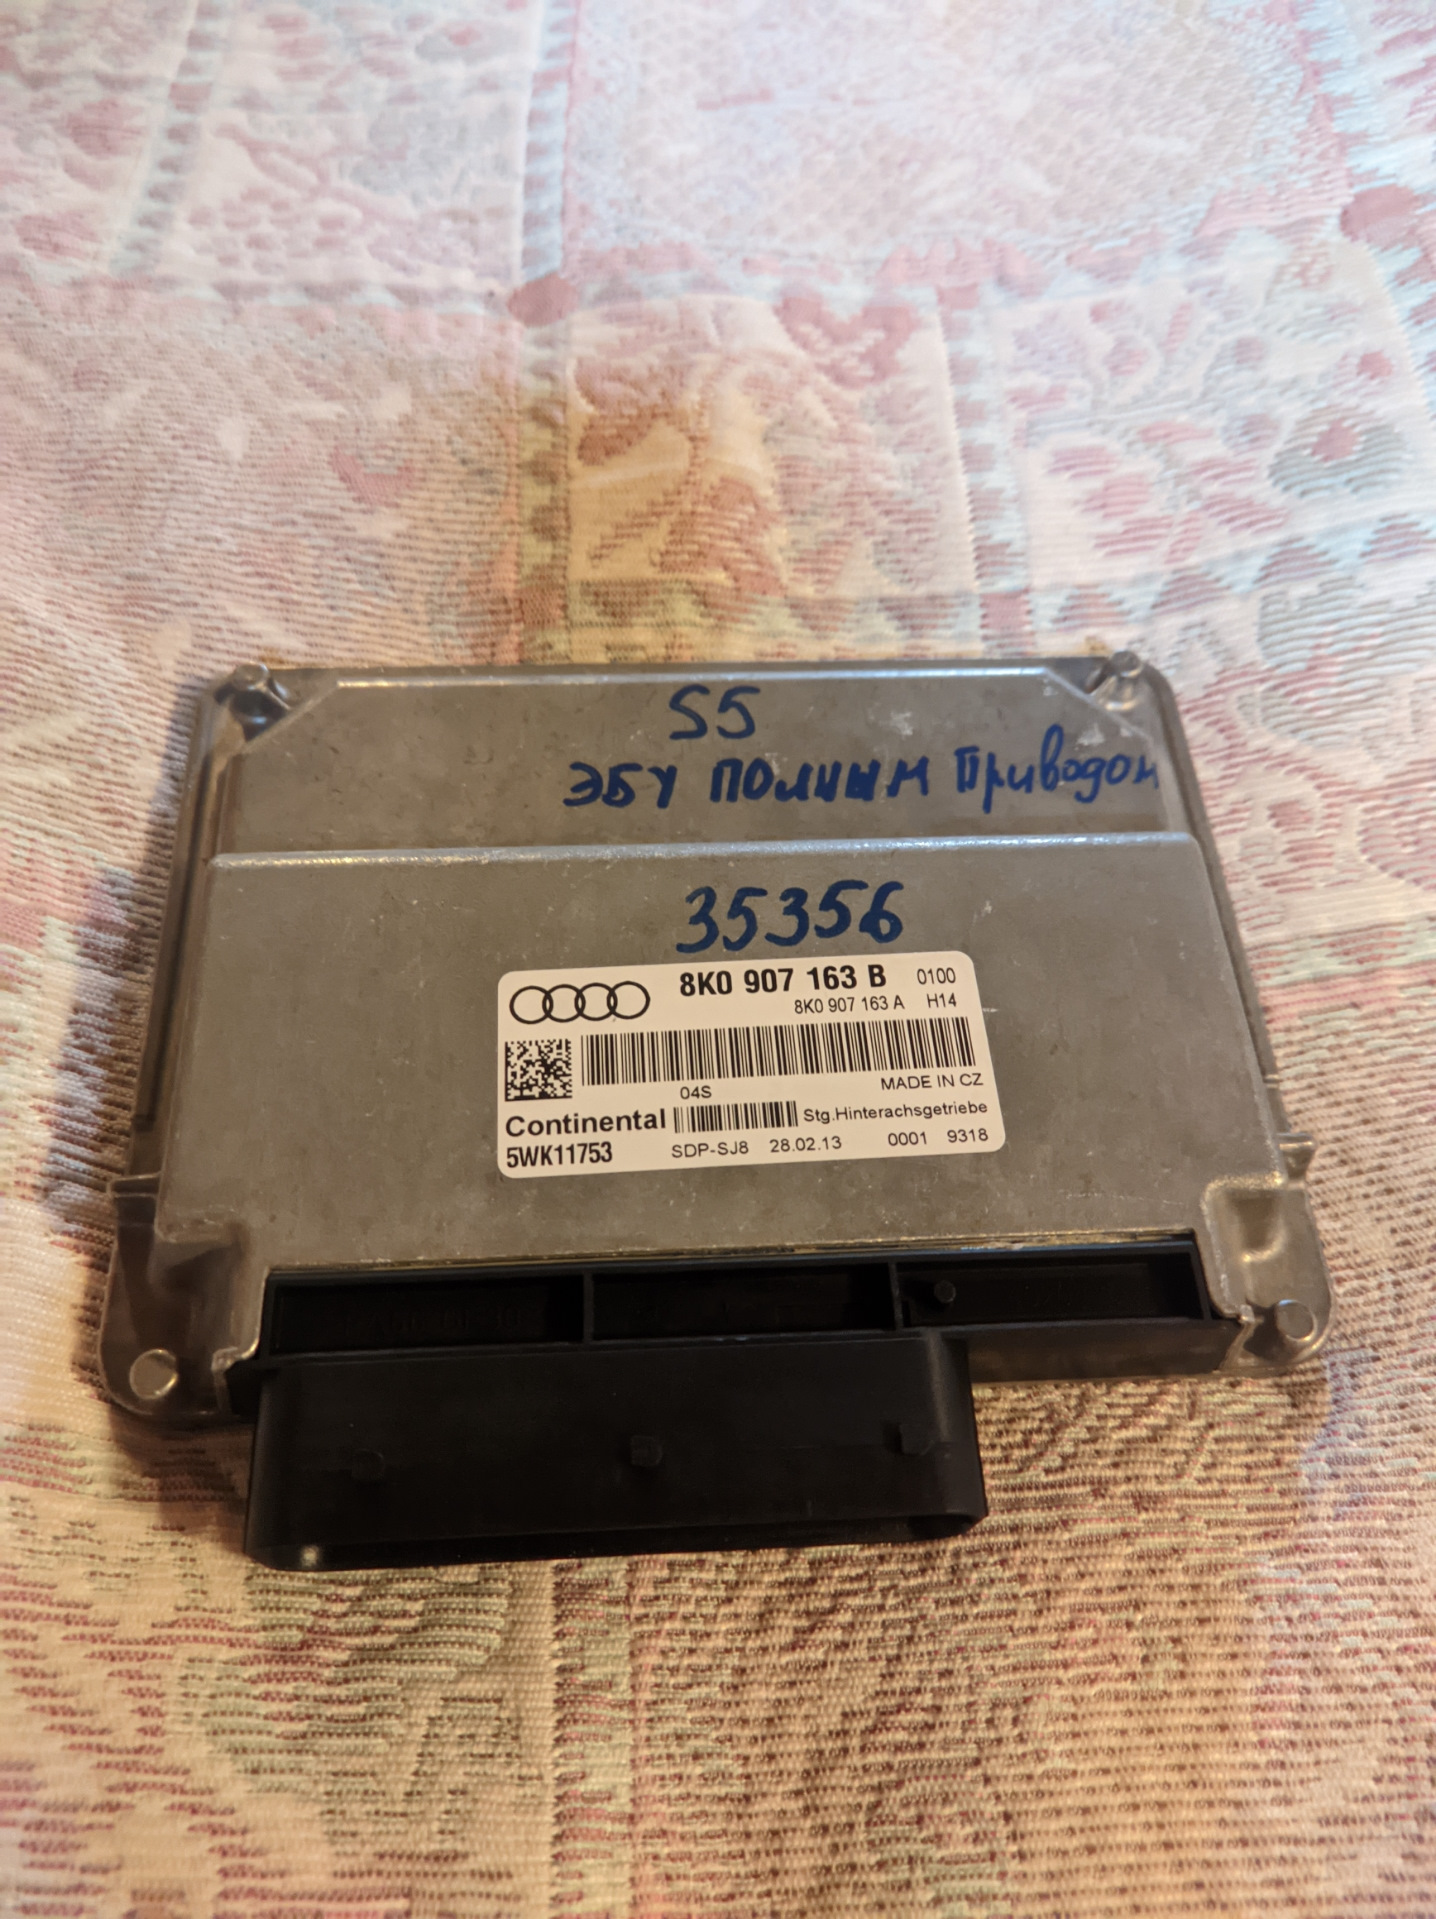 S5
ЭБУ ПОЛНЫМ Приводом
35356
8K0 907 163 B 0100
8K0 907 163 A H14
04S MADE IN CZ
Continental Stg.Hinterachsgetriebe
5WK11753 SDP-SJ8 28.02.13 0001 9318